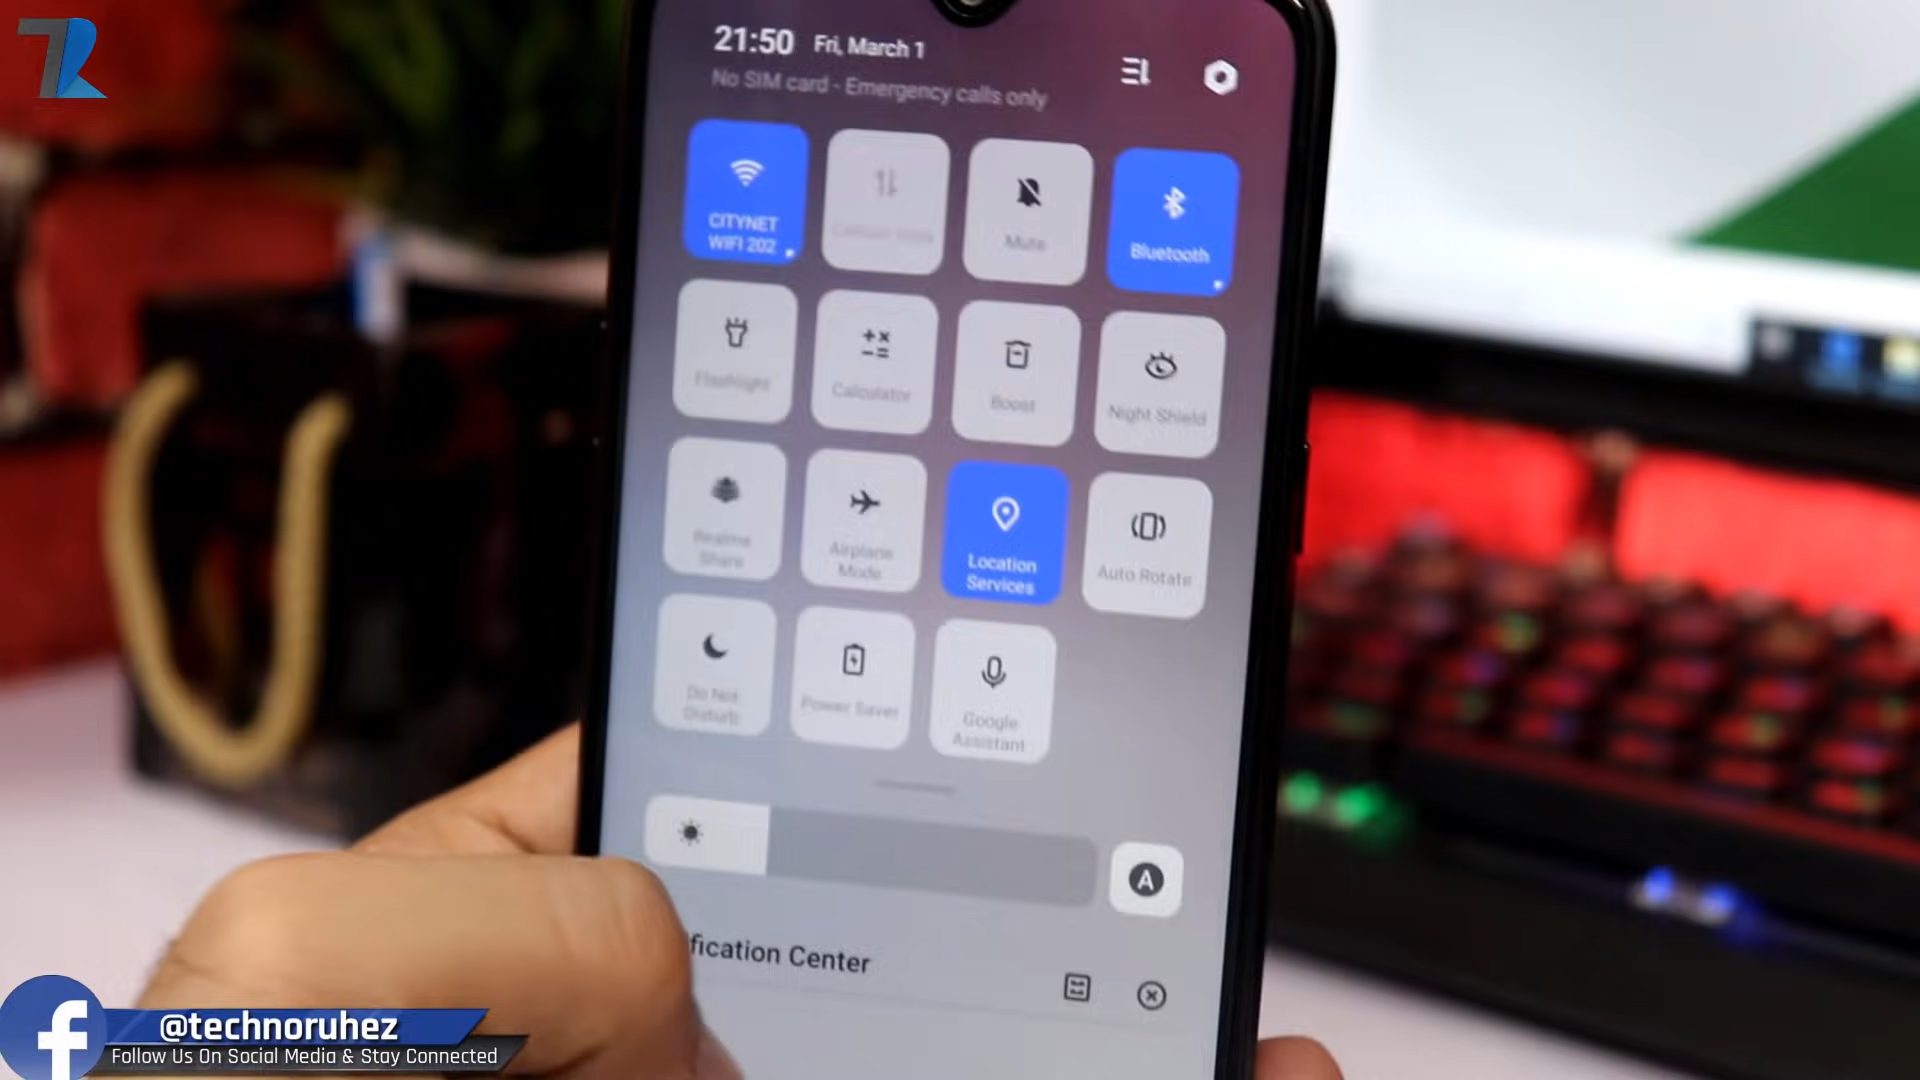 21:50 Fri, March 1
No SIM card - Emergency calls only
CITYNET
WIFI 202
Mute
Bluetooth
Flashlight
Calculator
Boost
Night Shield
Realme
Share
Airplane
Mode
Location
Services
Auto Rotate
Do Not
Disturb
Power Saver
Google
Assistant
A
fication Center
@technoruhez
Follow Us On Social Media & Stay Connected